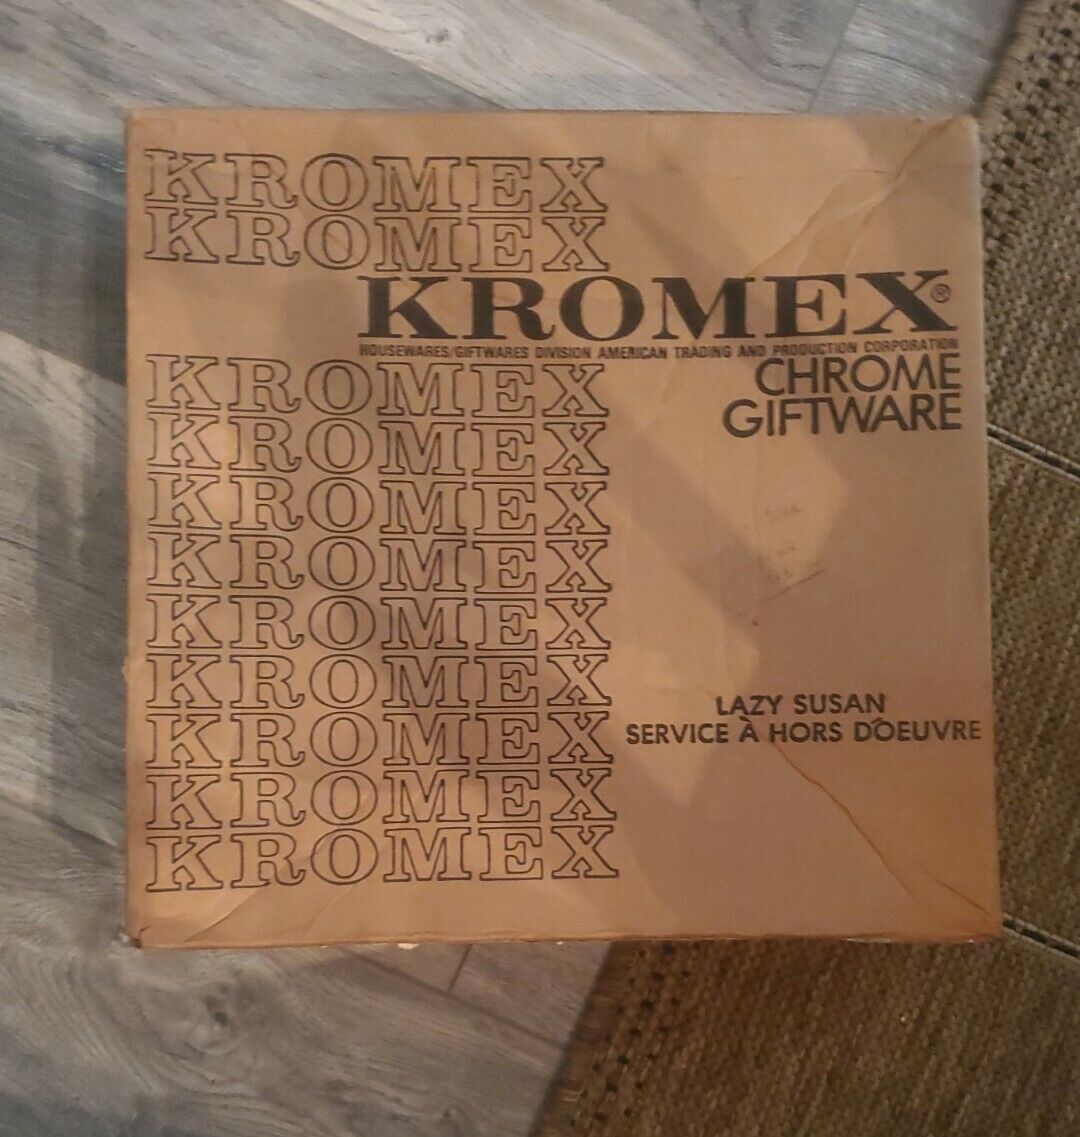 KROMEX
KROMEX
KROMEX®
HOUSEWARES/GIFTWARES DIVISION AMERICAN TRADING AND PRODUCTION CORPORATION
CHROME
GIFTWARE
KROMEX
KROMEX
KROMEX
KROMEX
KROMEX
KROMEX
KROMEX
KROMEX
KROMEX
LAZY SUSAN
SERVICE À HORS D'OEUVRE